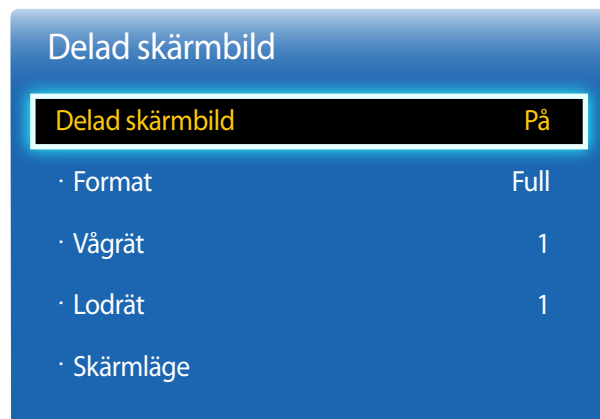 Delad skärmbild
Delad skärmbild På
· Format Full
· Vågrät 1
· Lodrät 1
· Skärmläge